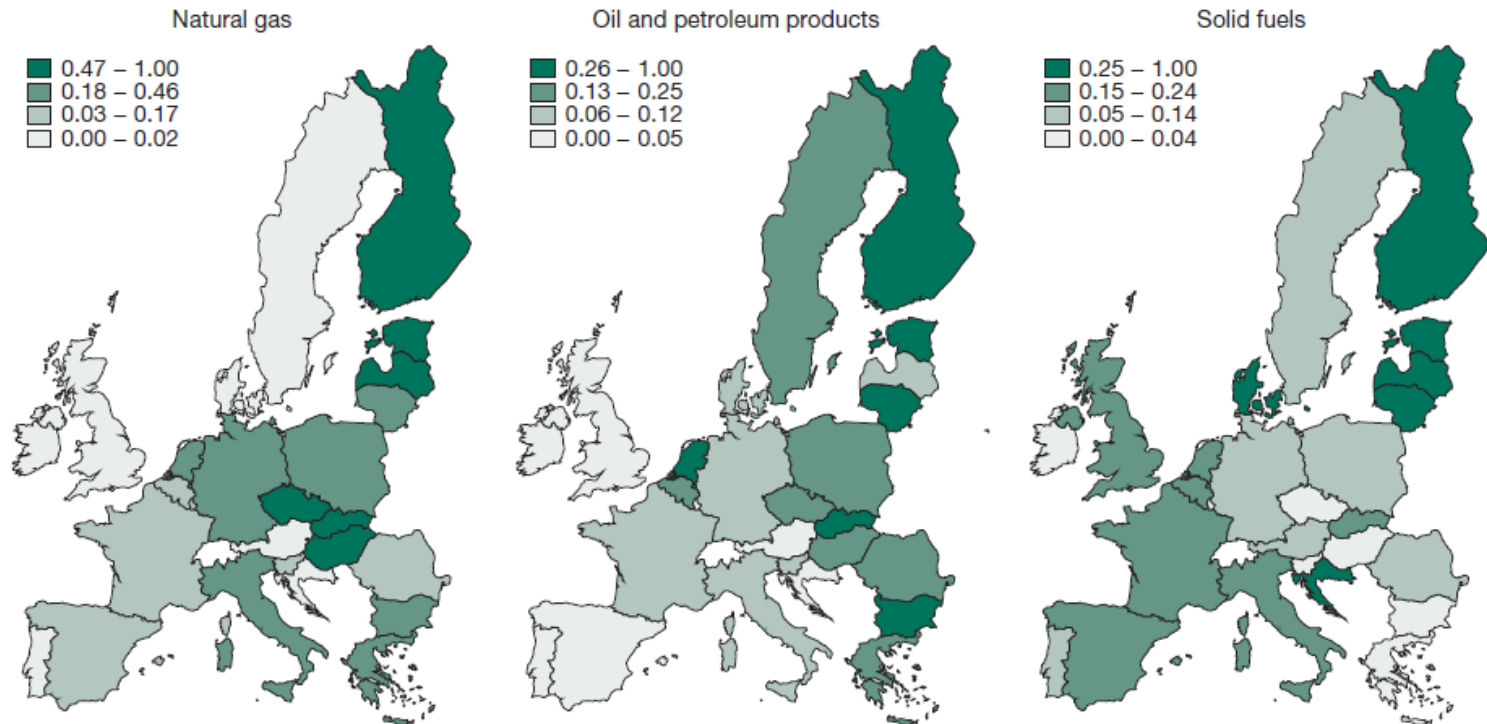 Natural gas
0.47 – 1.00
0.18 – 0.46
0.03 – 0.17
0.00 – 0.02
Oil and petroleum products
0.26 – 1.00
0.13 – 0.25
0.06 – 0.12
0.00 – 0.05
Solid fuels
0.25 – 1.00
0.15 – 0.24
0.05 – 0.14
0.00 – 0.04